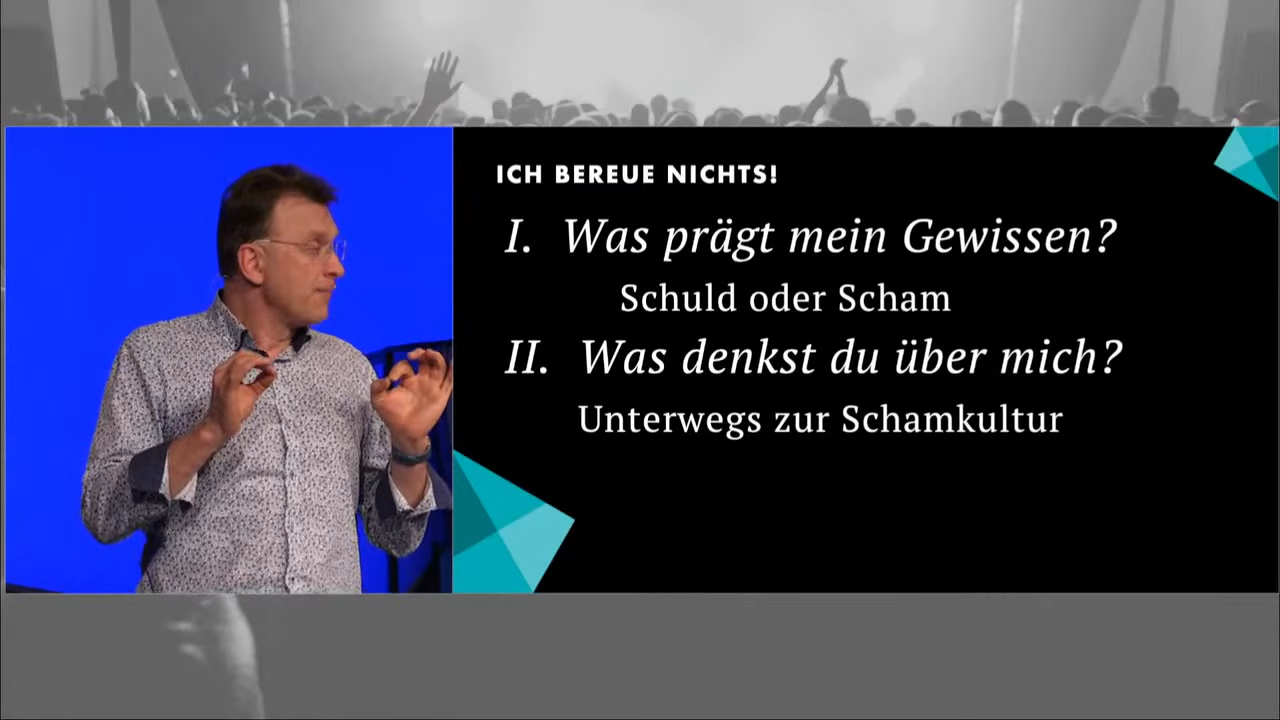 ICH BEREUE NICHTS!
I. Was prägt mein Gewissen?
Schuld oder Scham
II. Was denkst du über mich?
Unterwegs zur Schamkultur